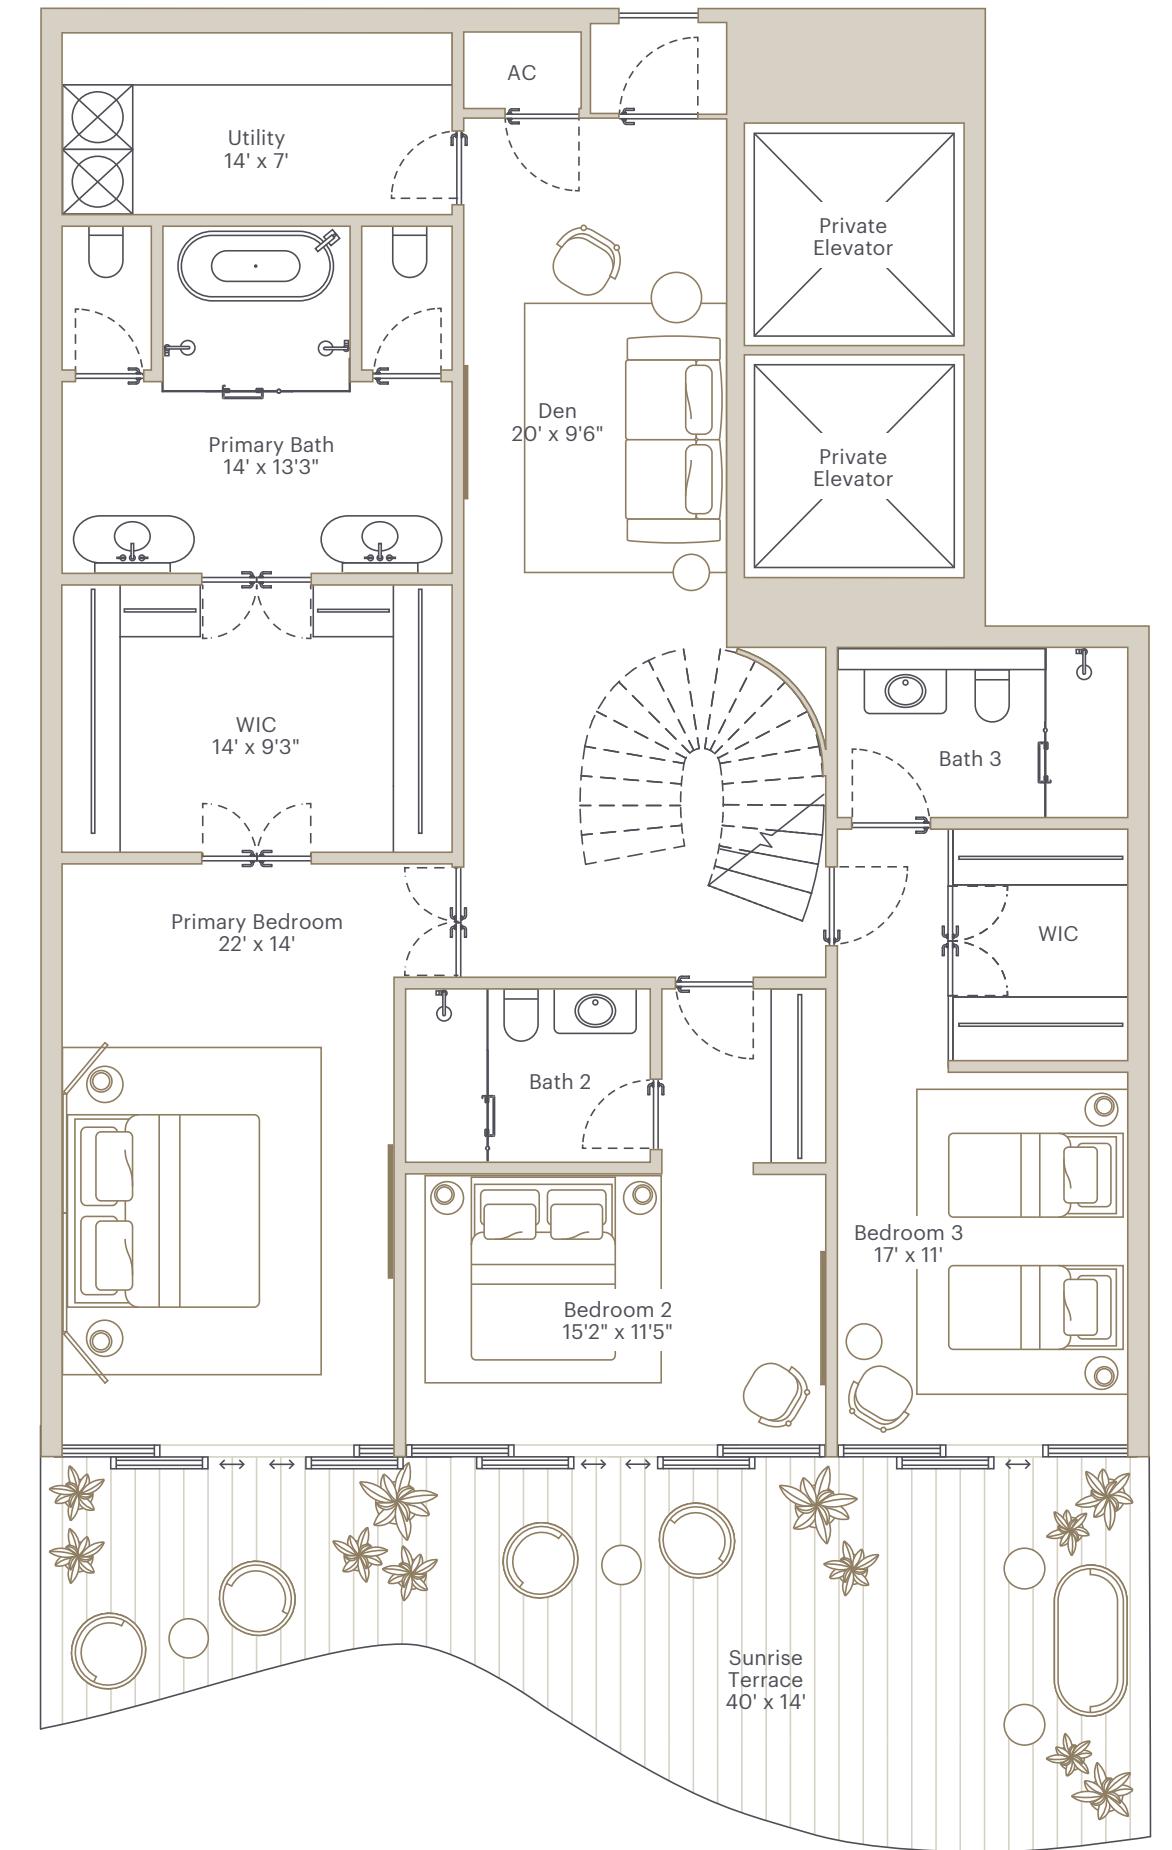 AC
Utility
14' x 7'
Private
Elevator
Den
20' x 9'6"
Primary Bath
14' x 13'3"
Private
Elevator
WIC
14' x 9'3"
Bath 3
Primary Bedroom
22' x 14'
WIC
Bath 2
Bedroom 3
17' x 11'
Bedroom 2
15'2" x 11'5"
Sunrise
Terrace
40' x 14'